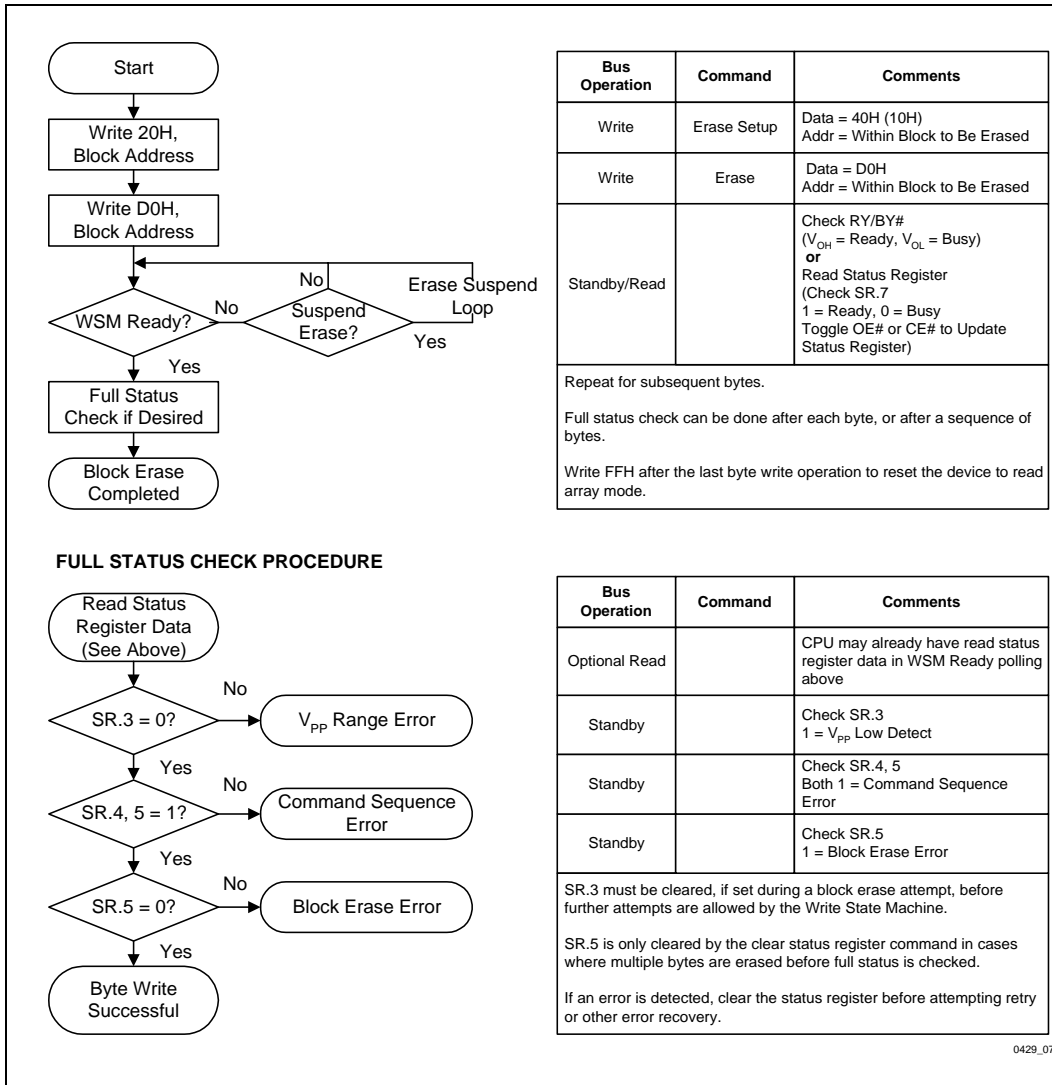 Start
Write 20H,
Block Address
Write D0H,
Block Address
WSM Ready?
No
Suspend
Erase?
No
Yes
Erase Suspend
Loop
Yes
Full Status
Check if Desired
Block Erase
Completed
Bus
Operation
Command
Comments
Write
Erase Setup
Data = 40H (10H)
Addr = Within Block to Be Erased
Write
Erase
Data = D0H
Addr = Within Block to Be Erased
Standby/Read
Check RY/BY#
(VOH = Ready, VOL = Busy)
or
Read Status Register
(Check SR.7
1 = Ready, 0 = Busy
Toggle OE# or CE# to Update
Status Register)
Repeat for subsequent bytes.
Full status check can be done after each byte, or after a sequence of
bytes.
Write FFH after the last byte write operation to reset the device to read
array mode.
FULL STATUS CHECK PROCEDURE
Read Status
Register Data
(See Above)
SR.3 = 0?
No
VPP Range Error
Yes
SR.4, 5 = 1?
No
Command Sequence
Error
Yes
SR.5 = 0?
No
Block Erase Error
Yes
Byte Write
Successful
Bus
Operation
Command
Comments
Optional Read
CPU may already have read status
register data in WSM Ready polling
above
Standby
Check SR.3
1 = VPP Low Detect
Standby
Check SR.4, 5
Both 1 = Command Sequence
Error
Standby
Check SR.5
1 = Block Erase Error
SR.3 must be cleared, if set during a block erase attempt, before
further attempts are allowed by the Write State Machine.
SR.5 is only cleared by the clear status register command in cases
where multiple bytes are erased before full status is checked.
If an error is detected, clear the status register before attempting retry
or other error recovery.
0429_07